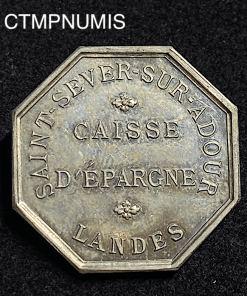 CTMPNUMIS
SAINT-SEVER-SUR-ADOUR
CAISSE
D'ÉPARGNE
LANDES